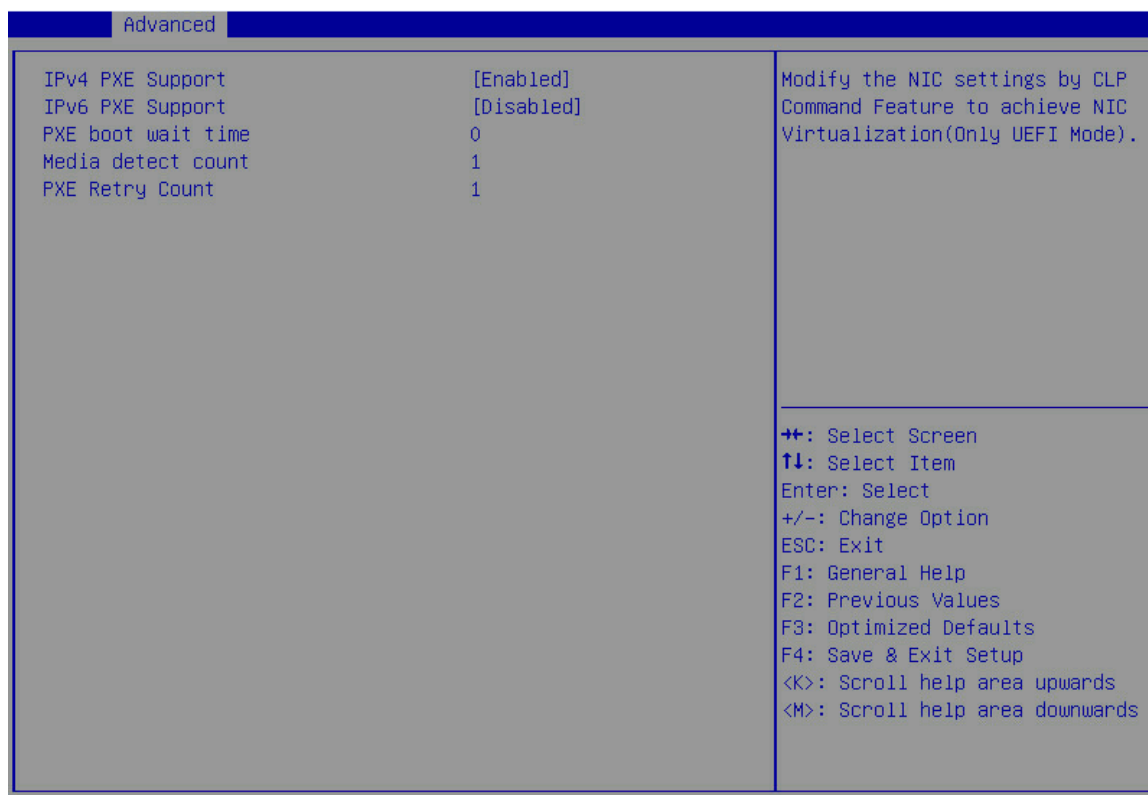 Advanced
IPv4 PXE Support [Enabled]
IPv6 PXE Support [Disabled]
PXE boot wait time 0
Media detect count 1
PXE Retry Count 1
Modify the NIC settings by CLP
Command Feature to achieve NIC
Virtualization(Only UEFI Mode).
→←: Select Screen
↑↓: Select Item
Enter: Select
+/-: Change Option
ESC: Exit
F1: General Help
F2: Previous Values
F3: Optimized Defaults
F4: Save & Exit Setup
<K>: Scroll help area upwards
<M>: Scroll help area downwards